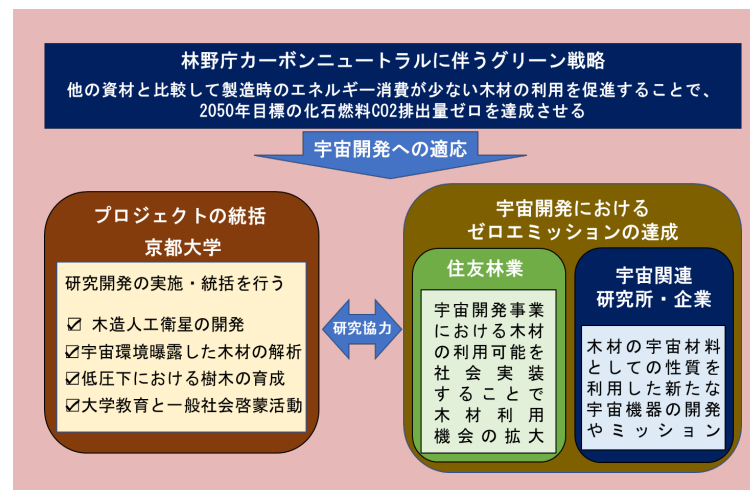 林野庁カーボンニュートラルに伴うグリーン戦略
他の資材と比較して製造時のエネルギー消費が少ない木材の利用を促進することで、
2050年目標の化石燃料CO2排出量ゼロを達成させる
宇宙開発への適応
プロジェクトの統括
京都大学
研究開発の実施・統括を行う
☑ 木造人工衛星の開発
☑宇宙環境曝露した木材の解析
☑低圧下における樹木の育成
☑大学教育と一般社会啓蒙活動
研究協力
宇宙開発における
ゼロエミッションの達成
住友林業
宇宙開発事業
における木材
の利用可能を
社会実装
することで
木材利用
機会の拡大
宇宙関連
研究所・企業
木材の宇宙材料
としての性質を
利用した新たな
宇宙機器の開発
やミッション